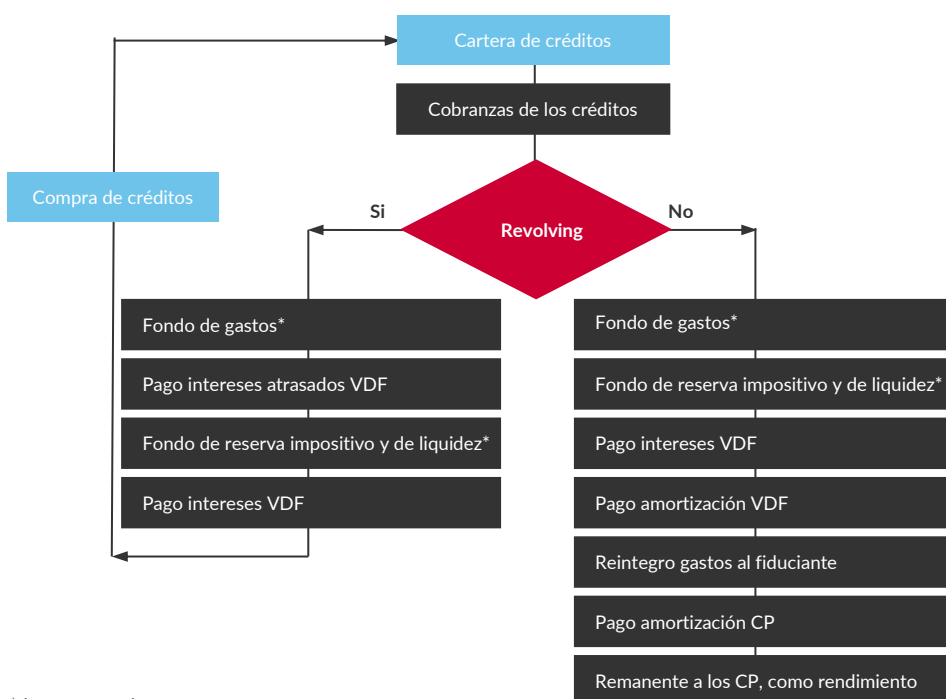 Cartera de créditos
Cobranzas de los créditos
Compra de créditos
Si
No
Revolving
Fondo de gastos*
Pago intereses atrasados VDF
Fondo de reserva impositivo y de liquidez*
Pago intereses VDF
Fondo de gastos*
Fondo de reserva impositivo y de liquidez*
Pago intereses VDF
Pago amortización VDF
Reintegro gastos al fiduciante
Pago amortización CP
Remanente a los CP, como rendimiento